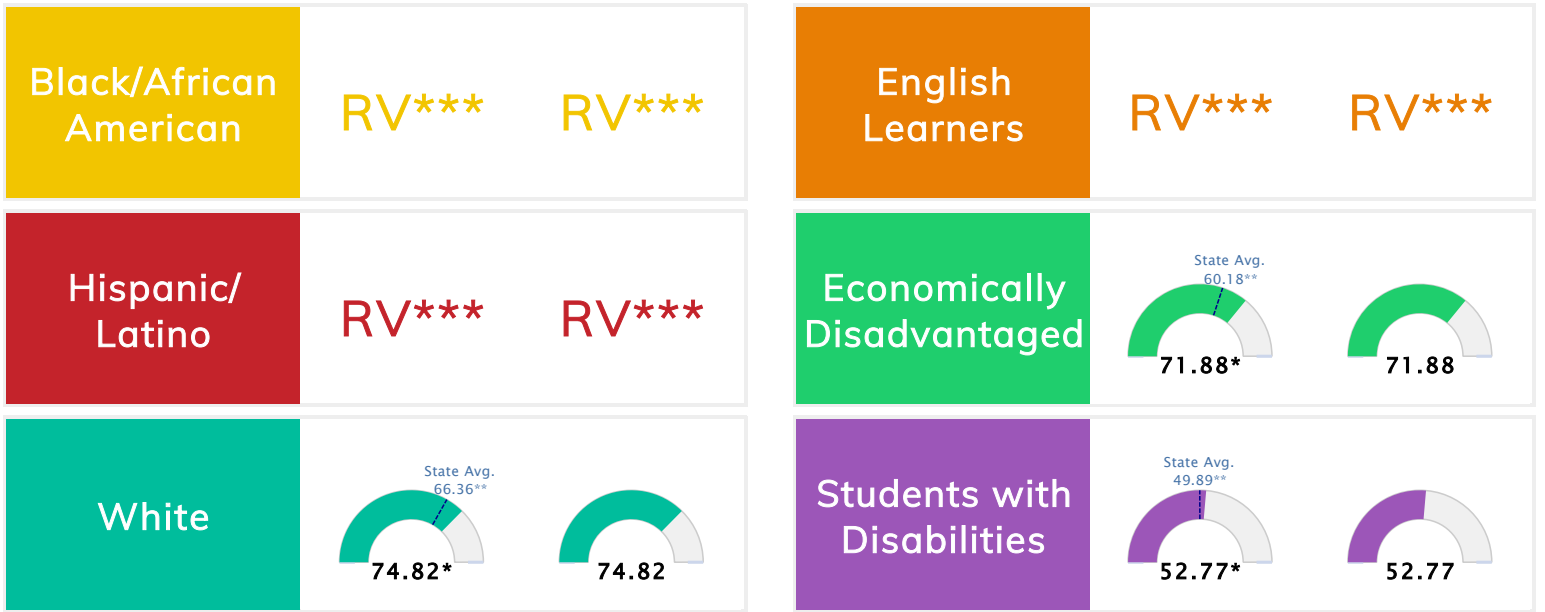 Black/African
American
RV***
RV***
English
Learners
RV***
RV***
Hispanic/
Latino
RV***
RV***
Economically
Disadvantaged
State Avg.
60.18**
71.88*
71.88
White
State Avg.
66.36**
74.82*
74.82
Students with
Disabilities
State Avg.
49.89**
52.77*
52.77